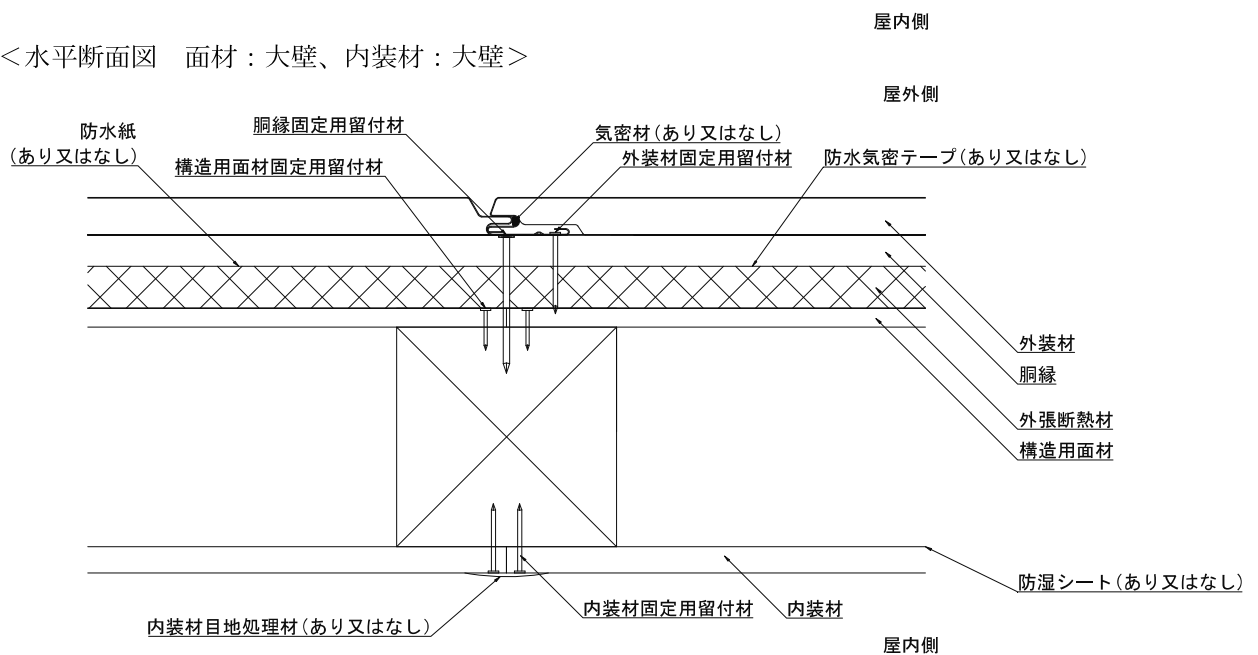 屋内側
＜水平断面図　面材：大壁、内装材：大壁＞
屋外側
防水紙
(あり又はなし)
胴縁固定用留付材
構造用面材固定用留付材
気密材(あり又はなし)
外装材固定用留付材
防水気密テープ(あり又はなし)
外装材
胴縁
外張断熱材
構造用面材
防湿シート(あり又はなし)
内装材固定用留付材
内装材
内装材目地処理材(あり又はなし)
屋内側